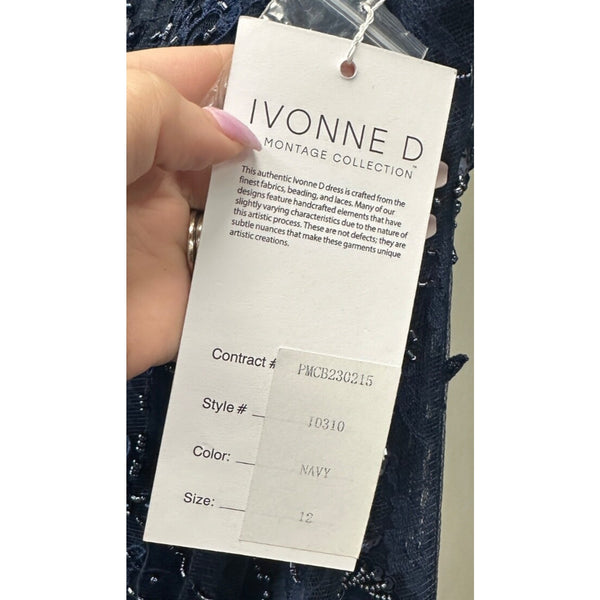 IVONNE D
MONTAGE COLLECTION™
This authentic Ivonne D dress is crafted from the
finest fabrics, beading, and laces. Many of our
designs feature handcrafted elements that have
slightly varying characteristics due to the nature of
this artistic process. These are not defects; they are
subtle nuances that make these garments unique
artistic creations.
Contract # PMCB230215
Style # ID310
Color: NAVY
Size: 12